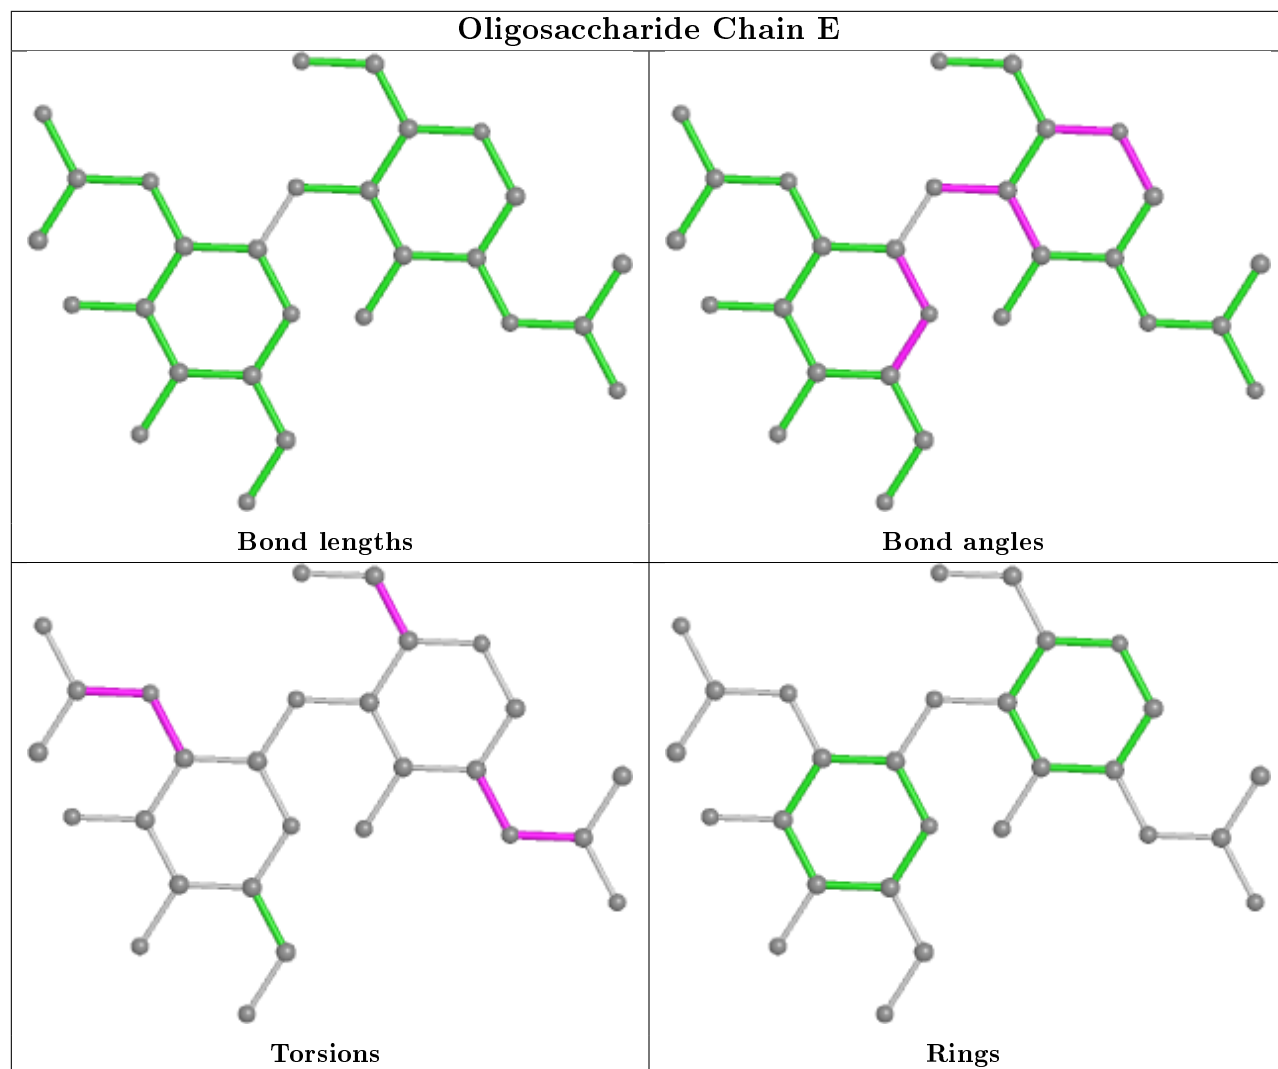 Oligosaccharide Chain E
Bond lengths
Bond angles
Torsions
Rings